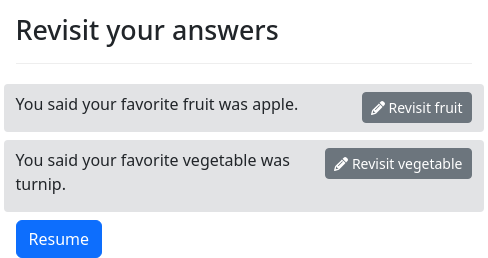 Revisit your answers
You said your favorite fruit was apple.
Revisit fruit
You said your favorite vegetable was
turnip.
Revisit vegetable
Resume